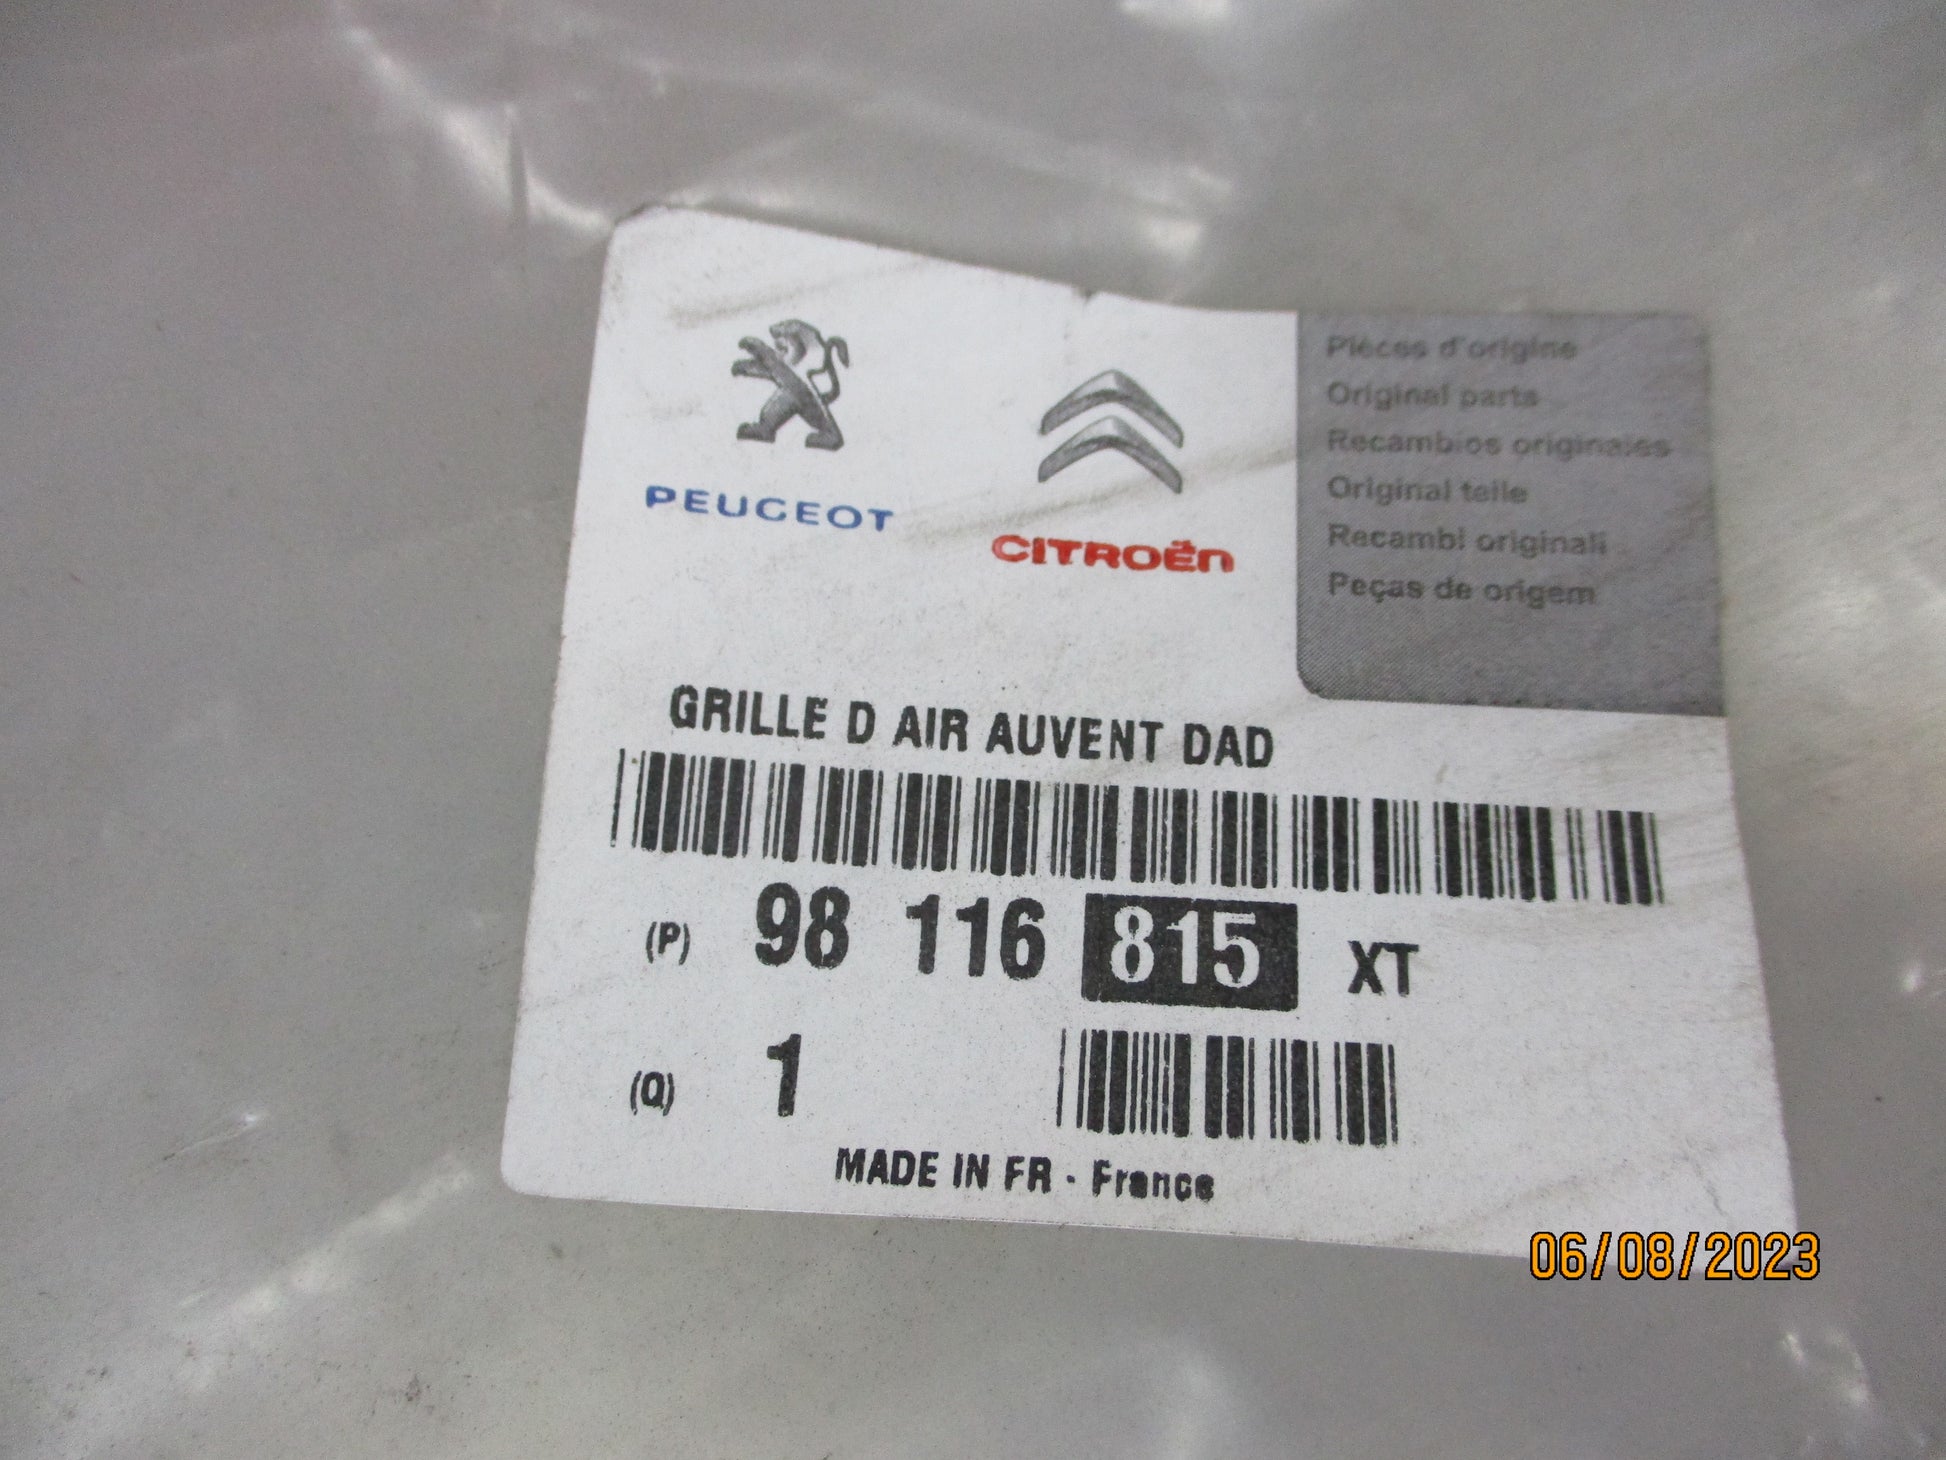 PEUGEOT
CITROËN
Pièces d'origine
Original parts
Recambios originales
Original teile
Recambi originali
Peças de origem
GRILLE D AIR AUVENT DAD
(P) 98 116 815 XT
(Q) 1
MADE IN FR - France
06/08/2023